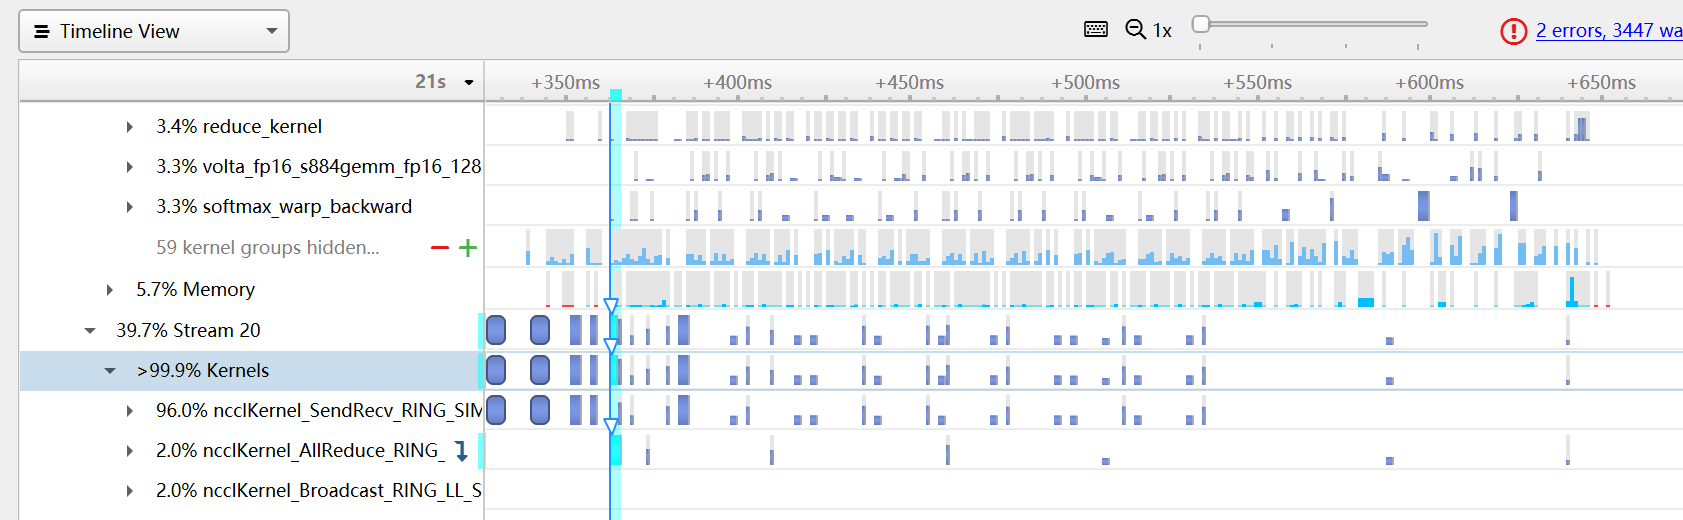 Timeline View
1x
2 errors, 3447 wa
21s
+350ms +400ms +450ms +500ms +550ms +600ms +650ms
3.4% reduce_kernel
3.3% volta_fp16_s884gemm_fp16_128
3.3% softmax_warp_backward
59 kernel groups hidden...
5.7% Memory
39.7% Stream 20
>99.9% Kernels
96.0% ncclKernel_SendRecv_RING_SIM
2.0% ncclKernel_AllReduce_RING_
2.0% ncclKernel_Broadcast_RING_LL_S